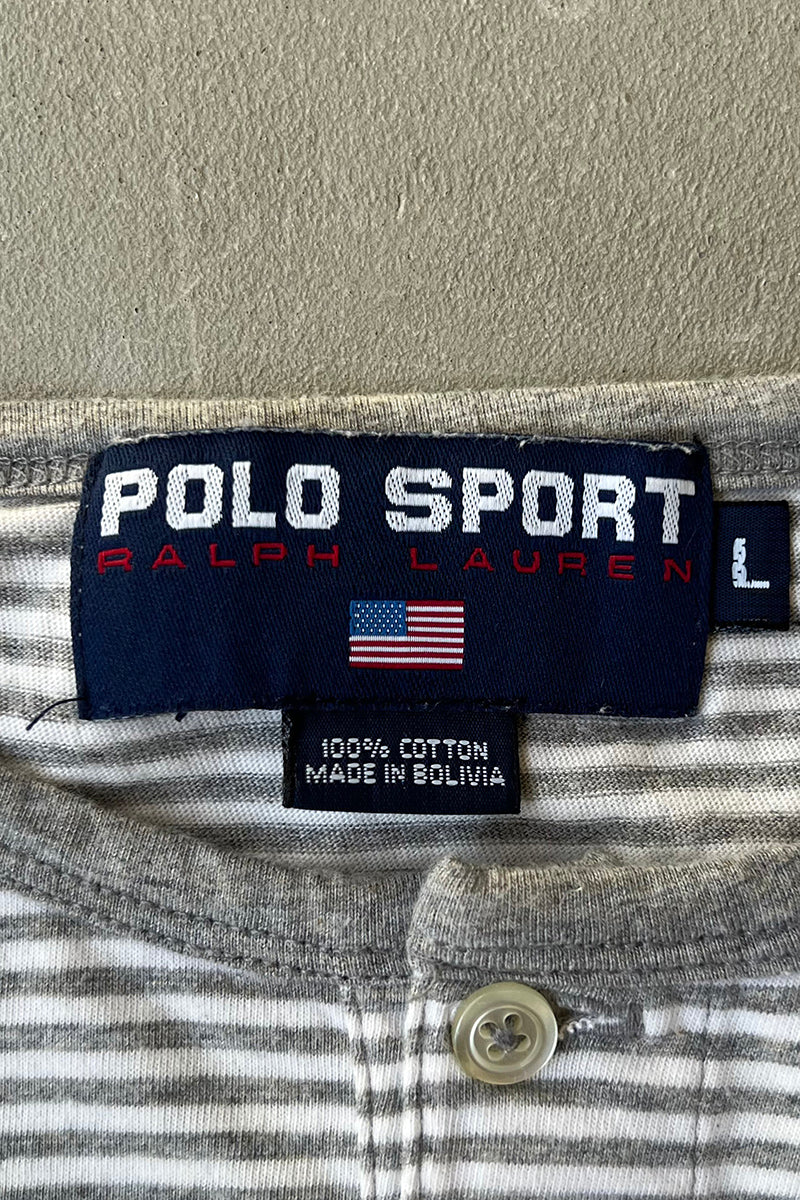 POLO SPORT
RALPH LAUREN
L
100% COTTON
MADE IN BOLIVIA